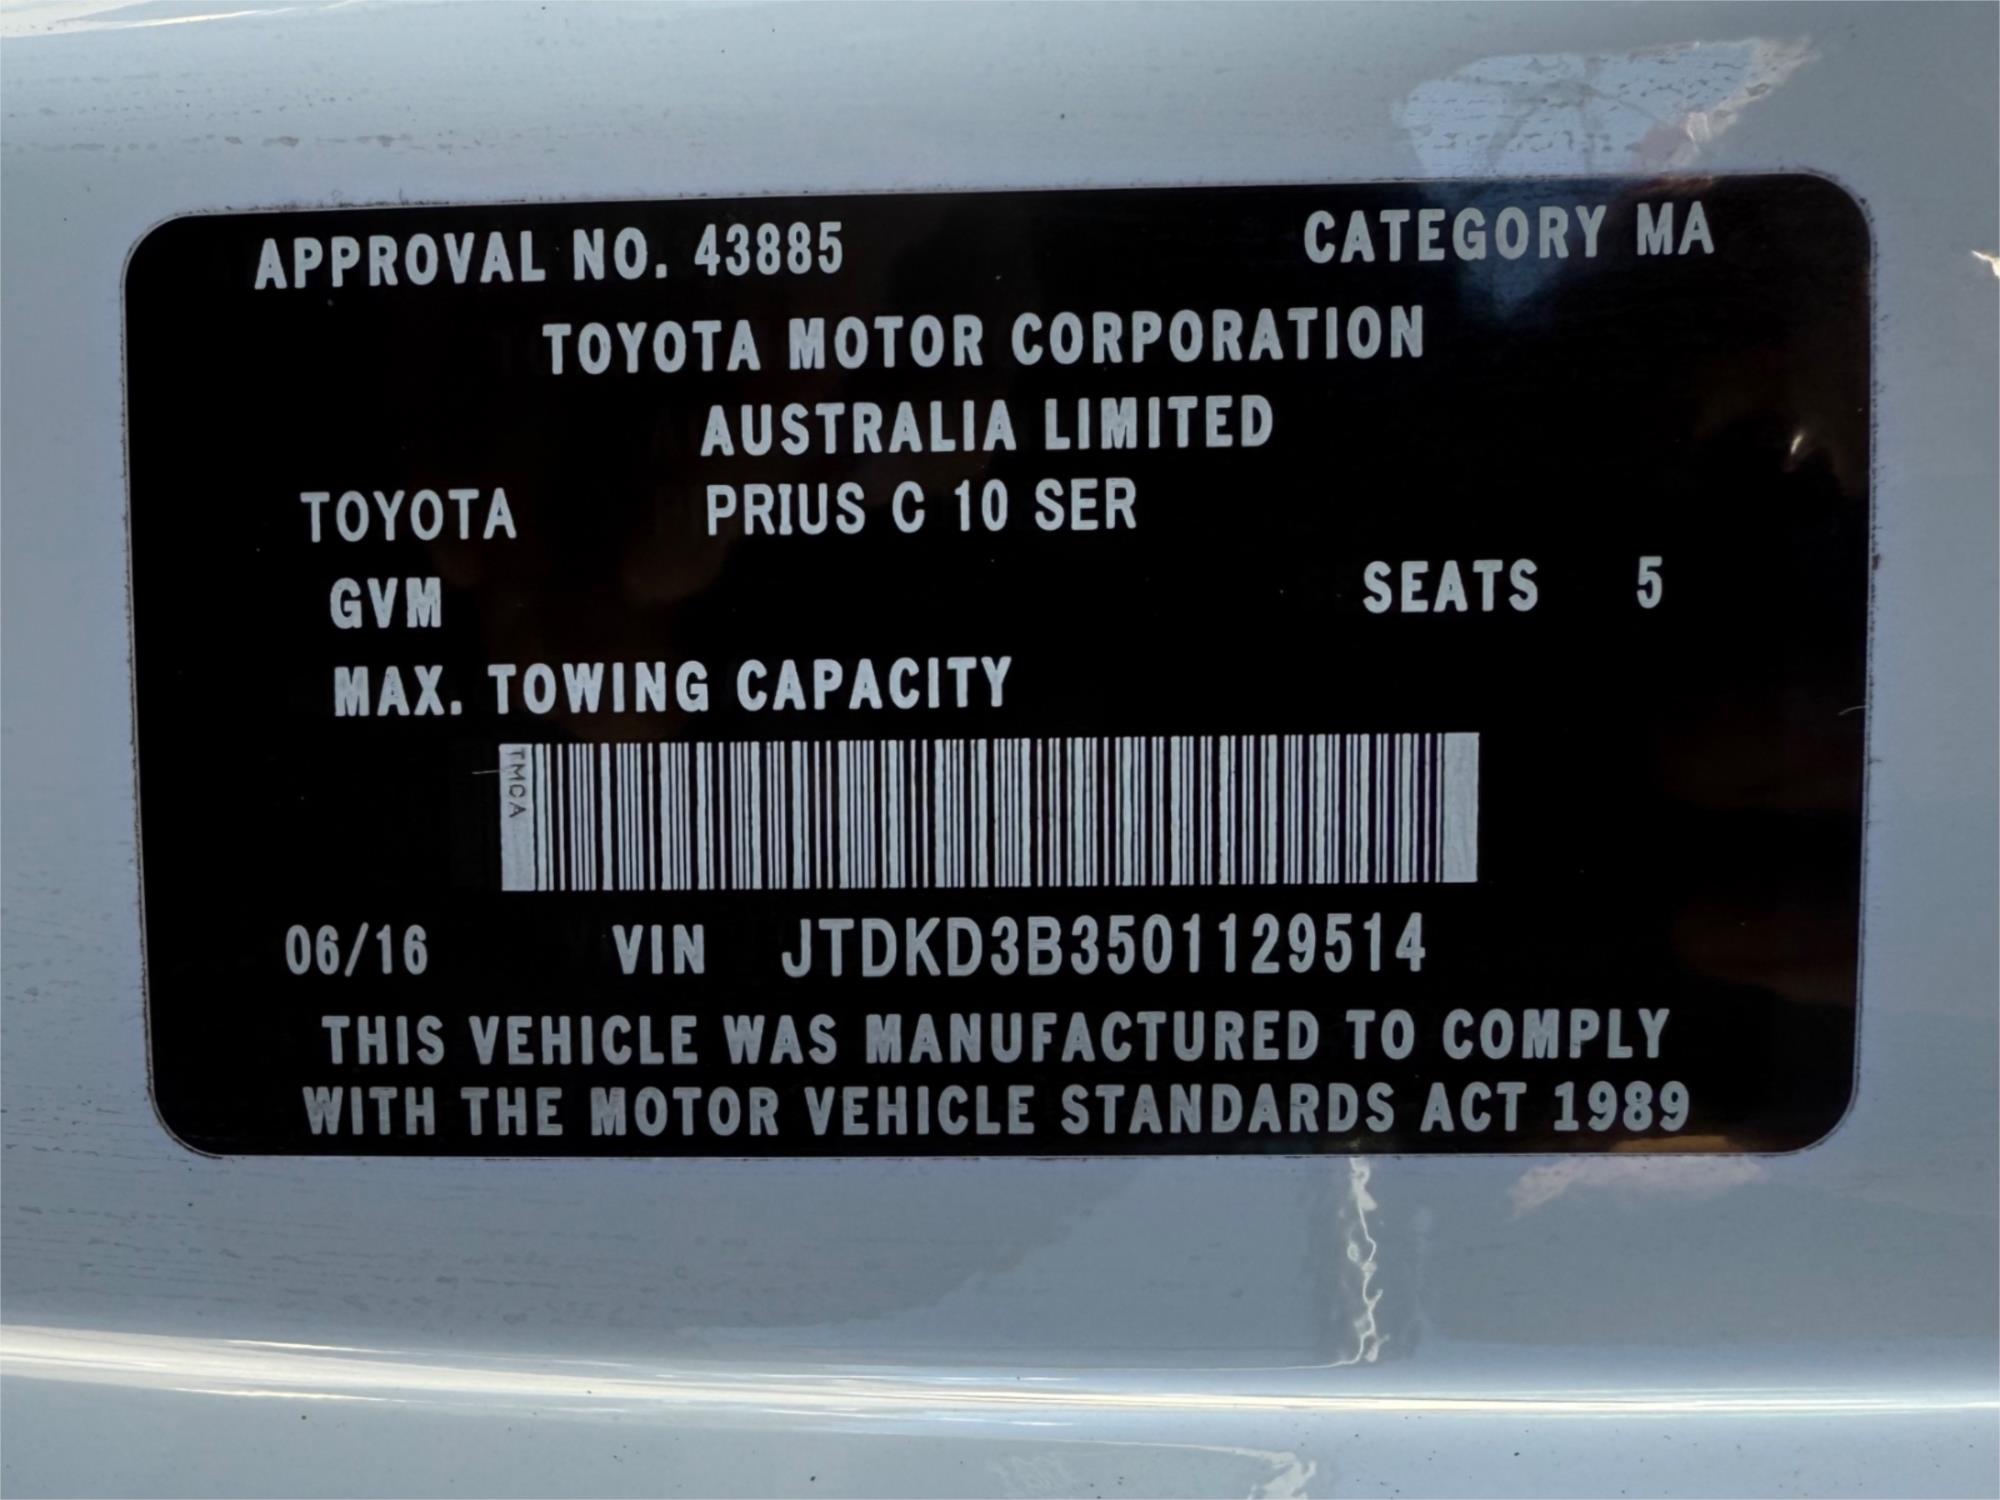 APPROVAL NO. 43885 CATEGORY MA
TOYOTA MOTOR CORPORATION
AUSTRALIA LIMITED
TOYOTA PRIUS C 10 SER
GVM SEATS 5
MAX. TOWING CAPACITY
TMCA
06/16 VIN JTDKD3B3501129514
THIS VEHICLE WAS MANUFACTURED TO COMPLY
WITH THE MOTOR VEHICLE STANDARDS ACT 1989